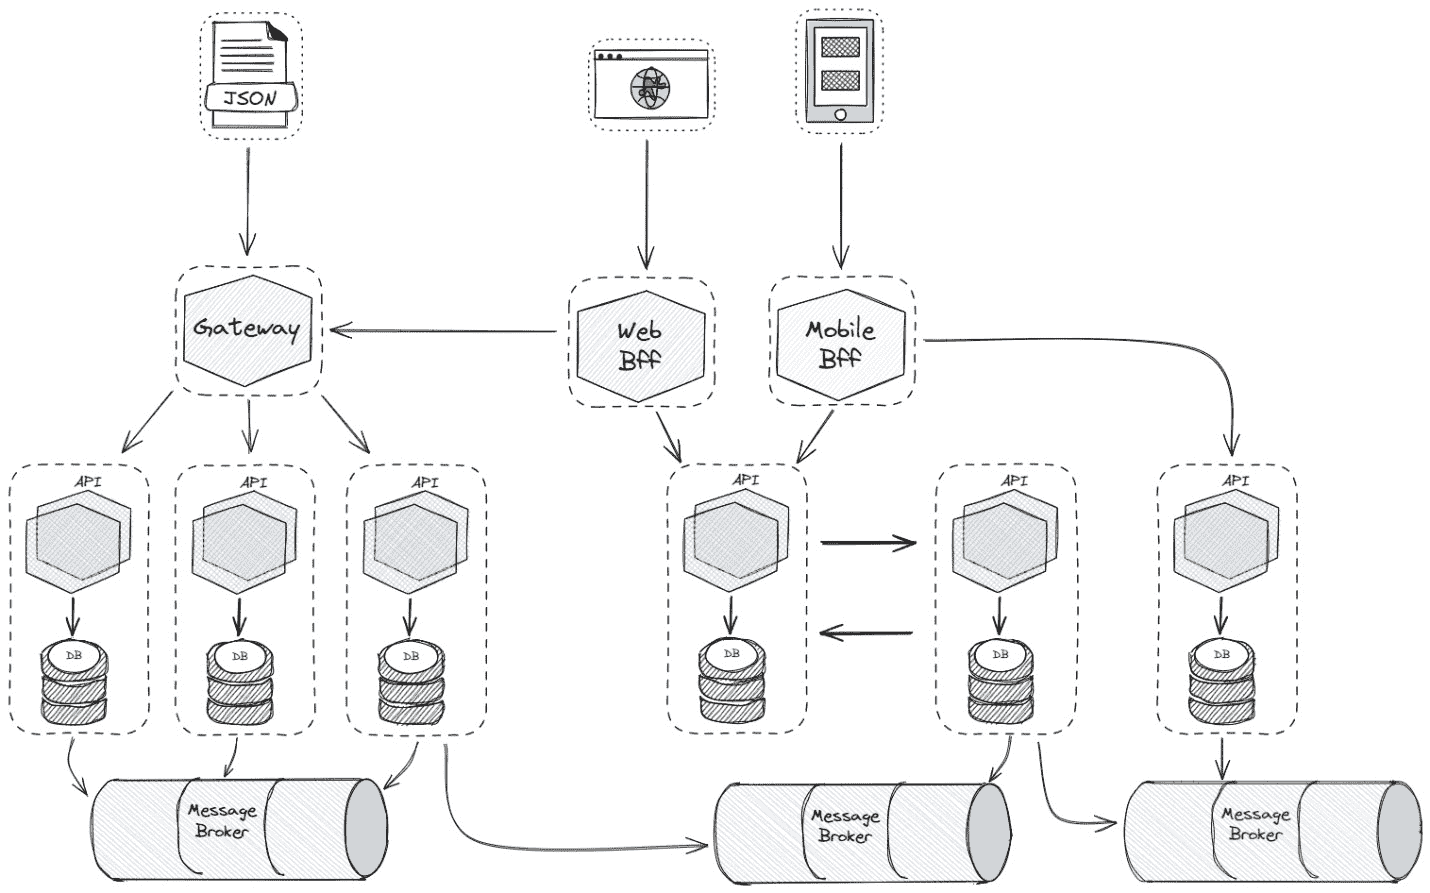 JSON
Gateway
Web
Bff
Mobile
Bff
API
API
API
API
API
API
DB
DB
DB
DB
DB
DB
Message
Broker
Message
Broker
Message
Broker